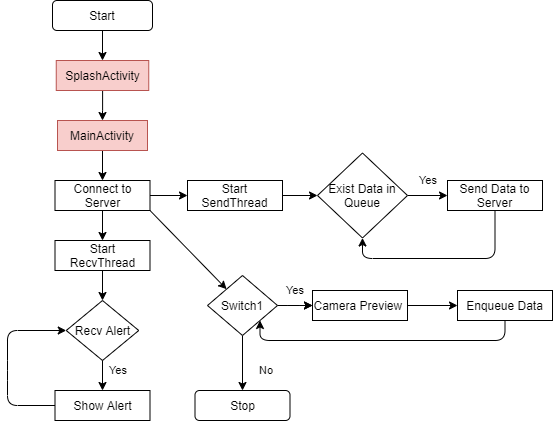 Start
SplashActivity
MainActivity
Connect to
Server
Start
SendThread
Exist Data in
Queue
Yes
Send Data to
Server
Start
RecvThread
Switch1
Yes
Camera Preview
Enqueue Data
Recv Alert
Yes
No
Show Alert
Stop